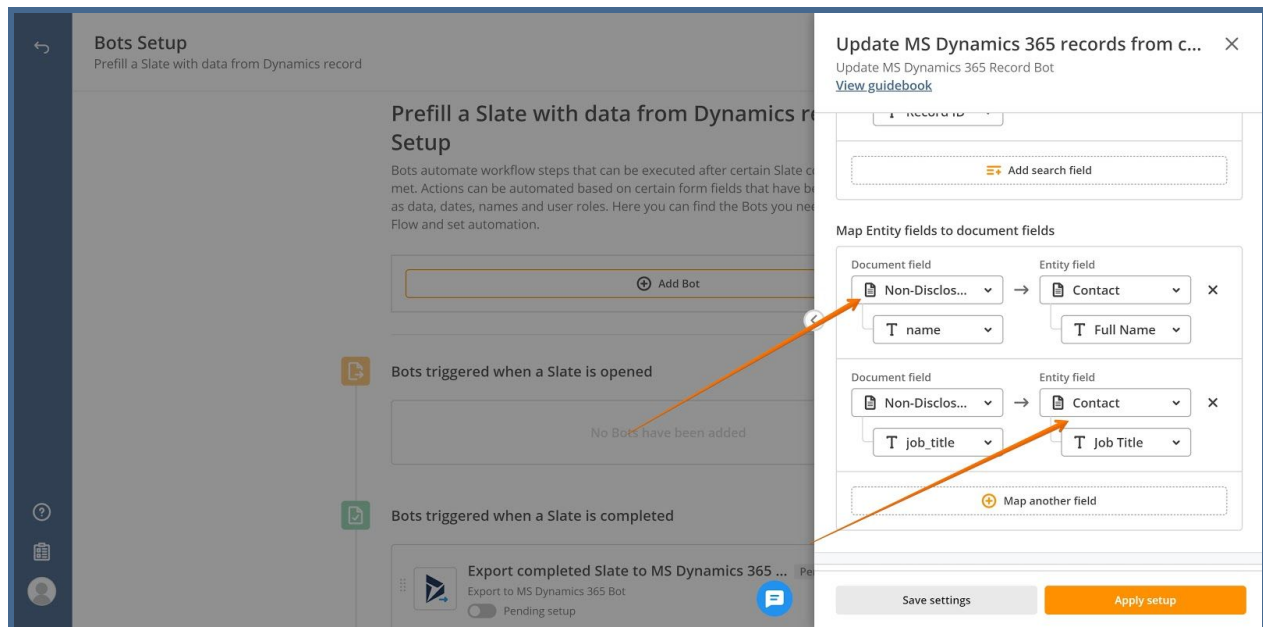 Bots Setup
Prefill a Slate with data from Dynamics record
Prefill a Slate with data from Dynamics re
Setup
Bots automate workflow steps that can be executed after certain Slate co
met. Actions can be automated based on certain form fields that have be
as data, dates, names and user roles. Here you can find the Bots you nee
Flow and set automation.
Add Bot
Bots triggered when a Slate is opened
No Bots have been added
Bots triggered when a Slate is completed
Export completed Slate to MS Dynamics 365 ... Pe
Export to MS Dynamics 365 Bot
Pending setup
Update MS Dynamics 365 records from c...
Update MS Dynamics 365 Record Bot
View guidebook
Record ID
Add search field
Map Entity fields to document fields
Document field Entity field
Non-Disclos... Contact
T name T Full Name
Document field Entity field
Non-Disclos... Contact
T job_title T Job Title
Map another field
Save settings Apply setup